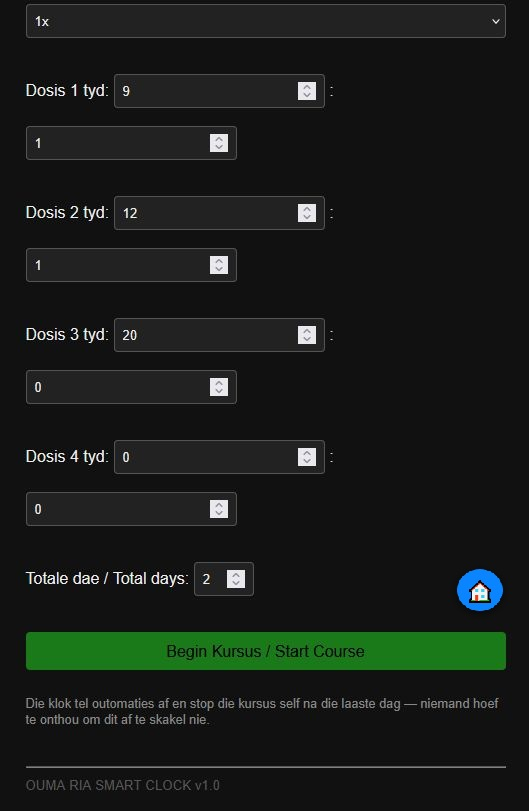 1x
Dosis 1 tyd: 9 :
1
Dosis 2 tyd: 12 :
1
Dosis 3 tyd: 20 :
0
Dosis 4 tyd: 0 :
0
Totale dae / Total days: 2
Begin Kursus / Start Course
Die klok tel outomaties af en stop die kursus self na die laaste dag — niemand hoef
te onthou om dit af te skakel nie.
OUMA RIA SMART CLOCK v1.0